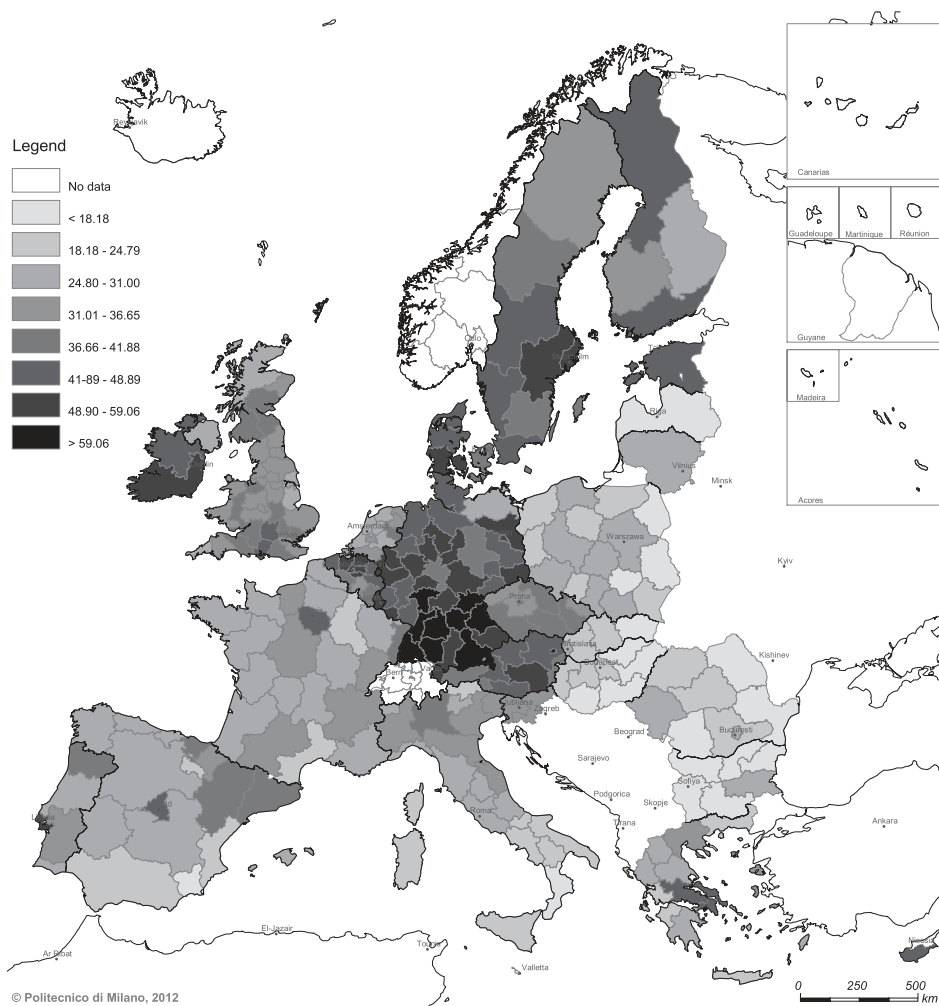 Legend
No data
< 18.18
18.18 - 24.79
24.80 - 31.00
31.01 - 36.65
36.66 - 41.88
41-89 - 48.89
48.90 - 59.06
> 59.06
Canarias
Guadeloupe
Martinique
Réunion
Guyane
Madeira
Acores
Oslo
Riga
Vilnius
Minsk
Amsterdam
Warszawa
Kyiv
Praha
Bratislava
Budapest
Kishinev
Bern
Ljubljana
Zagreb
Beograd
Bucuresti
Sarajevo
Sofiya
Podgorica
Skopje
Tirana
Roma
Ankara
El-Jazair
Ar Ribat
Valletta
© Politecnico di Milano, 2012
0 250 500
km